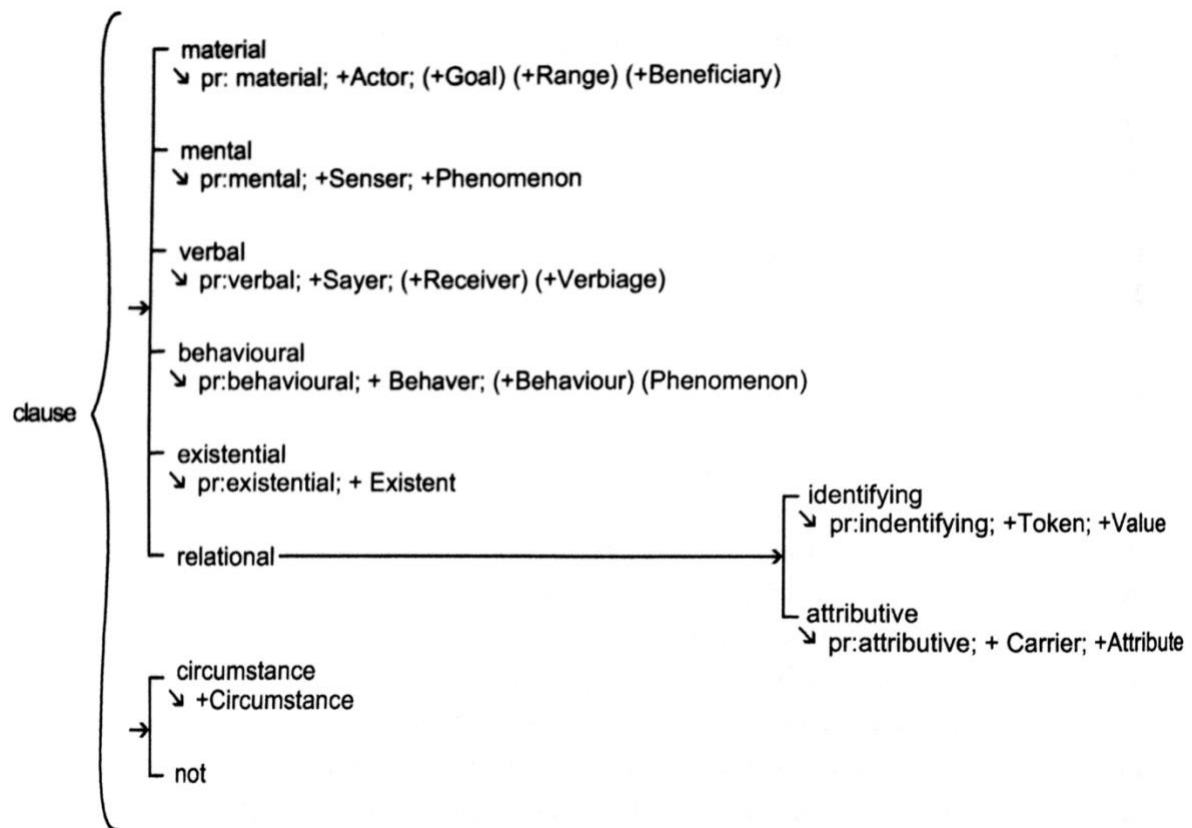 material
↘ pr: material; +Actor; (+Goal) (+Range) (+Beneficiary)
mental
↘ pr:mental; +Senser; +Phenomenon
verbal
↘ pr:verbal; +Sayer; (+Receiver) (+Verbiage)
behavioural
↘ pr:behavioural; + Behaver; (+Behaviour) (Phenomenon)
clause
existential
↘ pr:existential; + Existent
identifying
↘ pr:indentifying; +Token; +Value
relational
attributive
↘ pr:attributive; + Carrier; +Attribute
circumstance
↘ +Circumstance
not